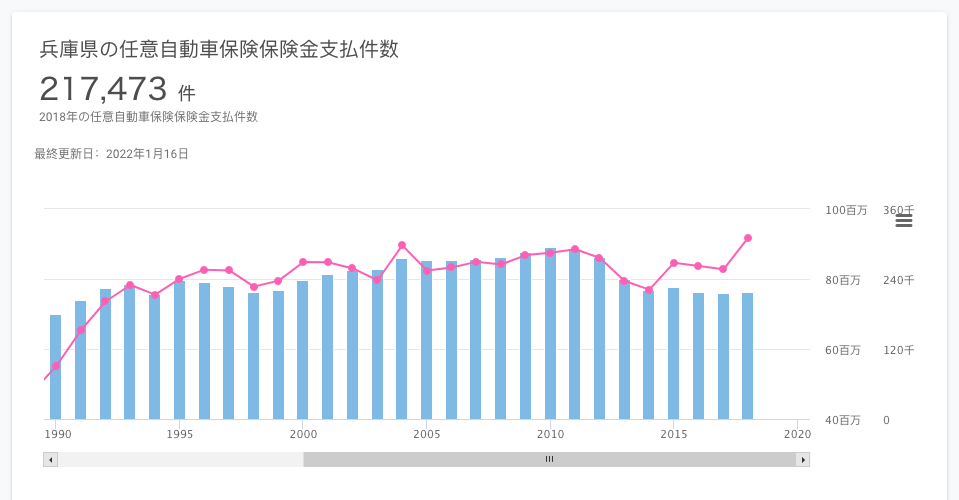 兵庫県の任意自動車保険保険金支払件数
217,473 件
2018年の任意自動車保険保険金支払件数
最終更新日: 2022年1月16日
100百万 360千
80百万 240千
60百万 120千
40百万 0
1990 1995 2000 2005 2010 2015 2020